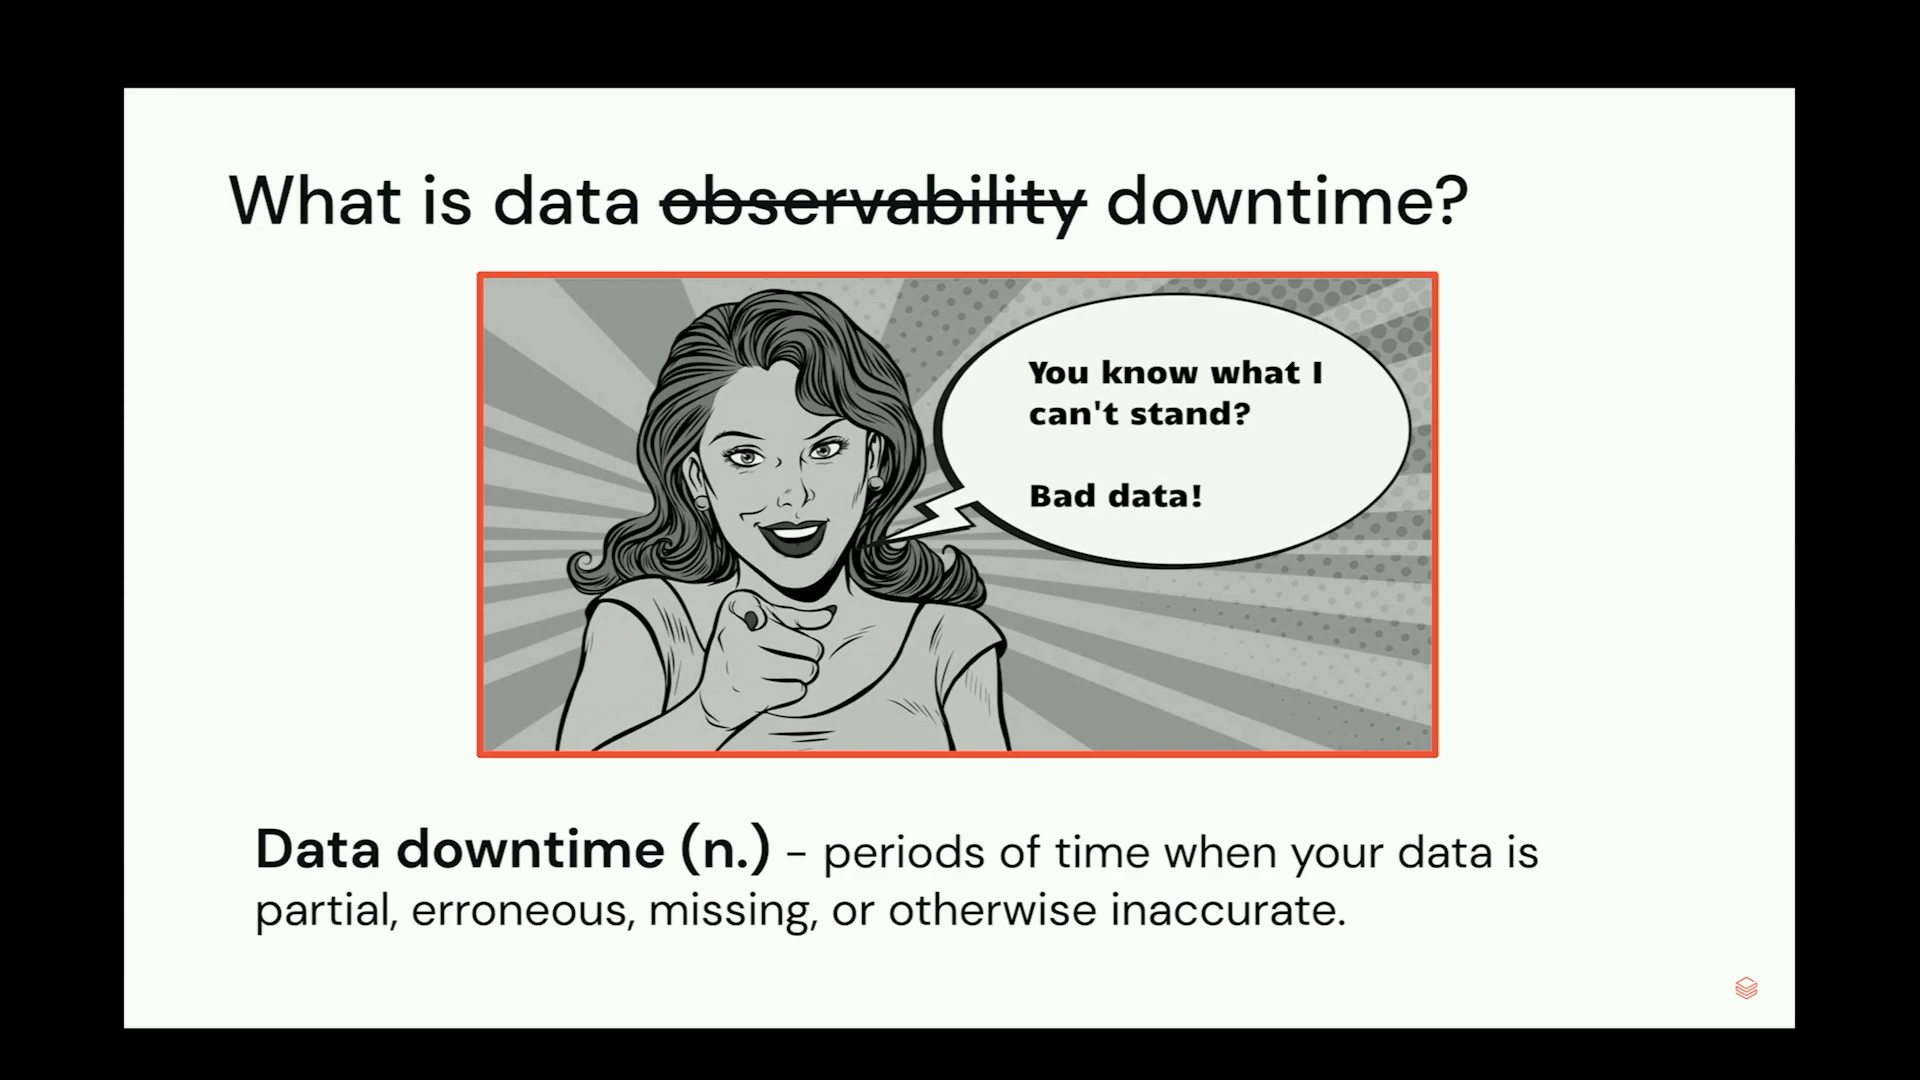 What is data observability downtime?
You know what I
can't stand?
Bad data!
Data downtime (n.) - periods of time when your data is
partial, erroneous, missing, or otherwise inaccurate.